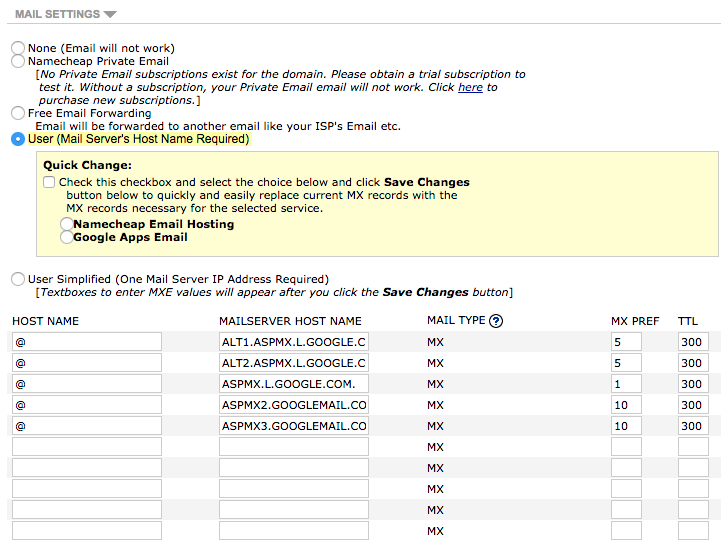 MAIL SETTINGS
None (Email will not work)
Namecheap Private Email
[No Private Email subscriptions exist for the domain. Please obtain a trial subscription to
test it. Without a subscription, your Private Email email will not work. Click here to
purchase new subscriptions.]
Free Email Forwarding
Email will be forwarded to another email like your ISP's Email etc.
User (Mail Server's Host Name Required)
Quick Change:
Check this checkbox and select the choice below and click Save Changes
button below to quickly and easily replace current MX records with the
MX records necessary for the selected service.
Namecheap Email Hosting
Google Apps Email
User Simplified (One Mail Server IP Address Required)
[Textboxes to enter MXE values will appear after you click the Save Changes button]
HOST NAME MAILSERVER HOST NAME MAIL TYPE ? MX PREF TTL
@ ALT1.ASPMX.L.GOOGLE.C MX 5 300
@ ALT2.ASPMX.L.GOOGLE.C MX 5 300
@ ASPMX.L.GOOGLE.COM. MX 1 300
@ ASPMX2.GOOGLEMAIL.CO MX 10 300
@ ASPMX3.GOOGLEMAIL.CO MX 10 300
MX
MX
MX
MX
MX